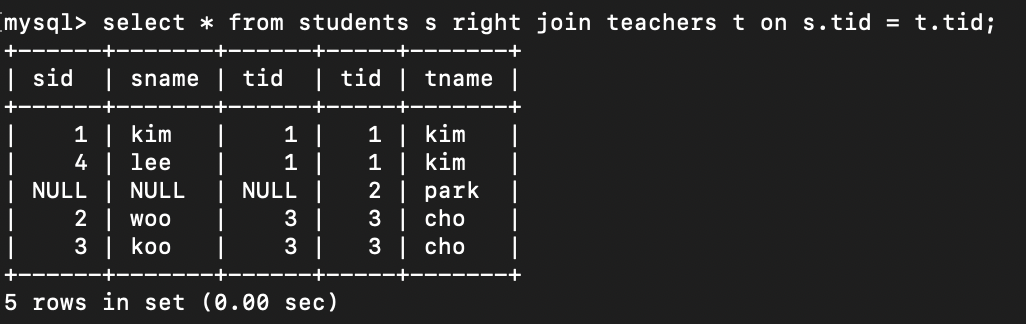 mysql> select * from students s right join teachers t on s.tid = t.tid;
+------+-------+------+-----+-------+
| sid  | sname | tid  | tid | tname |
+------+-------+------+-----+-------+
|    1 | kim   |    1 |   1 | kim   |
|    4 | lee   |    1 |   1 | kim   |
| NULL | NULL  | NULL |   2 | park  |
|    2 | woo   |    3 |   3 | cho   |
|    3 | koo   |    3 |   3 | cho   |
+------+-------+------+-----+-------+
5 rows in set (0.00 sec)